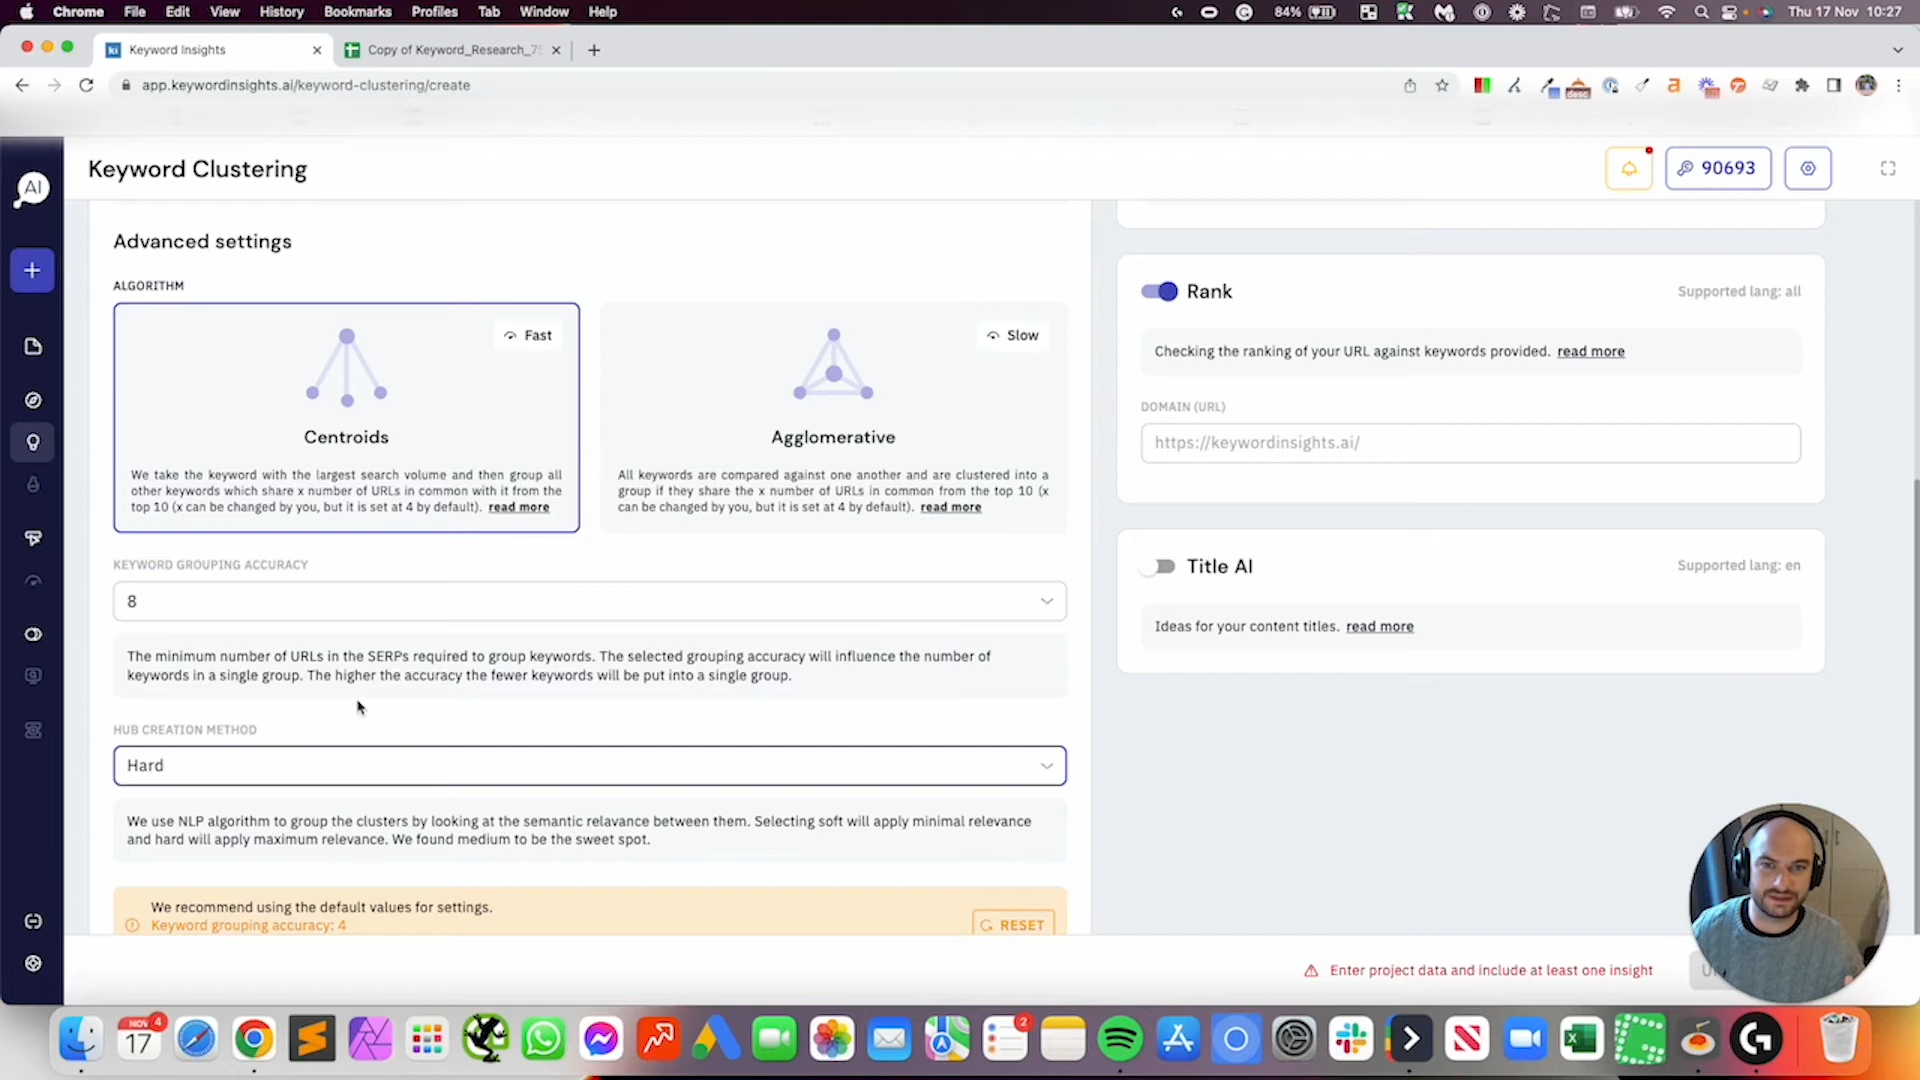 Chrome File Edit View History Bookmarks Profiles Tab Window Help
84%
Thu 17 Nov 10:27
Keyword Insights
Copy of Keyword_Research_7
app.keywordinsights.ai/keyword-clustering/create
desc
AI
Keyword Clustering
90693
Advanced settings
ALGORITHM
Fast
Centroids
We take the keyword with the largest search volume and then group all
other keywords which share x number of URLs in common with it from the
top 10 (x can be changed by you, but it is set at 4 by default). read more
Slow
Agglomerative
All keywords are compared against one another and are clustered into a
group if they share the x number of URLs in common from the top 10 (x
can be changed by you, but it is set at 4 by default). read more
KEYWORD GROUPING ACCURACY
8
The minimum number of URLs in the SERPs required to group keywords. The selected grouping accuracy will influence the number of
keywords in a single group. The higher the accuracy the fewer keywords will be put into a single group.
HUB CREATION METHOD
Hard
We use NLP algorithm to group the clusters by looking at the semantic relavance between them. Selecting soft will apply minimal relevance
and hard will apply maximum relevance. We found medium to be the sweet spot.
We recommend using the default values for settings.
Keyword grouping accuracy: 4
RESET
Rank
Supported lang: all
Checking the ranking of your URL against keywords provided. read more
DOMAIN (URL)
https://keywordinsights.ai/
Title AI
Supported lang: en
Ideas for your content titles. read more
Enter project data and include at least one insight
NOV
17
4
2